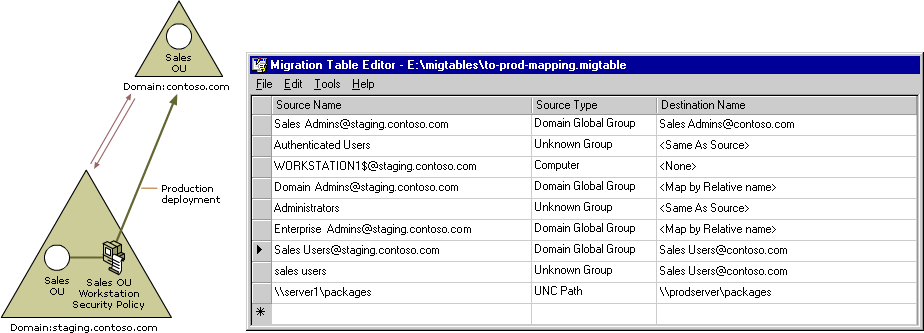 Sales
OU
Domain:contoso.com
Production
deployment
Sales
OU
Sales OU
Workstation
Security Policy
Domain:staging.contoso.com
Migration Table Editor - E:\migtables\to-prod-mapping.migtable
File Edit Tools Help
Source Name Source Type Destination Name
Sales Admins@staging.contoso.com Domain Global Group Sales Admins@contoso.com
Authenticated Users Unknown Group <Same As Source>
WORKSTATION1$@staging.contoso.com Computer <None>
Domain Admins@staging.contoso.com Domain Global Group <Map by Relative name>
Administrators Unknown Group <Same As Source>
Enterprise Admins@staging.contoso.com Domain Global Group <Map by Relative name>
Sales Users@staging.contoso.com Domain Global Group Sales Users@contoso.com
sales users Unknown Group Sales Users@contoso.com
\\server1\packages UNC Path \\prodserver\packages